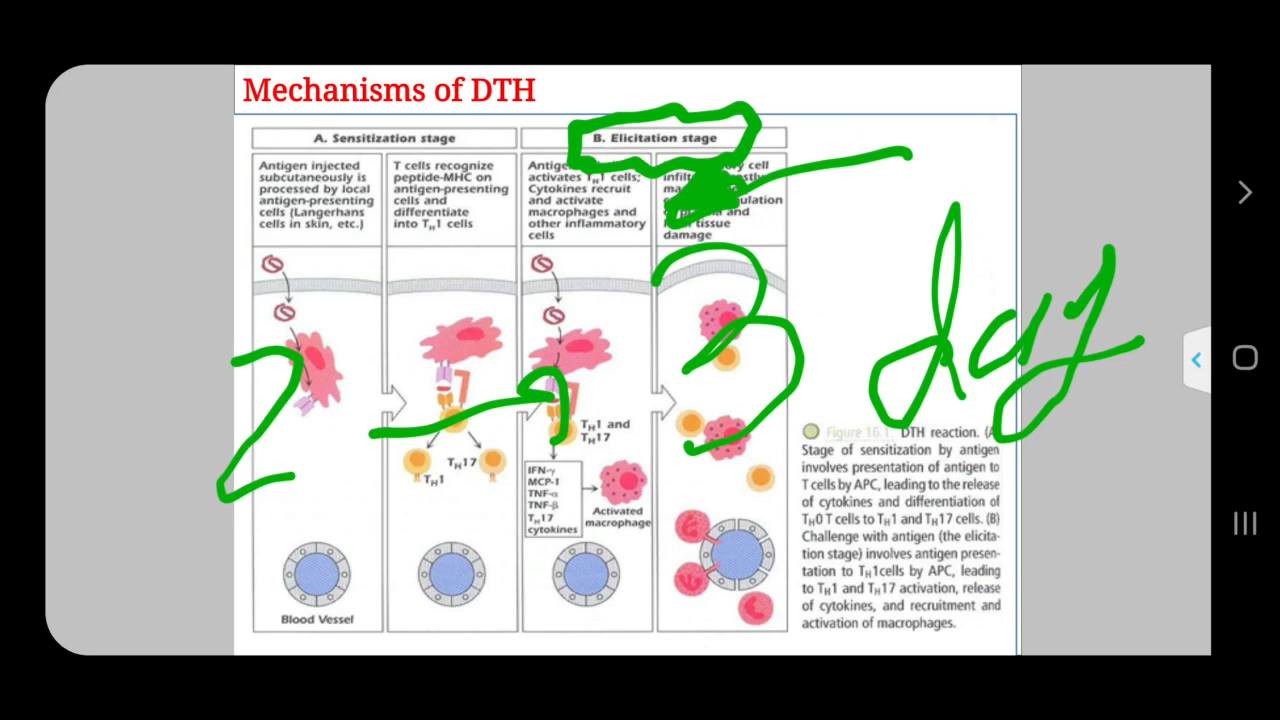 Mechanisms of DTH
A. Sensitization stage
B. Elicitation stage
Antigen injected
subcutaneously is
processed by local
antigen-presenting
cells (Langerhans
cells in skin, etc.)
T cells recognize
peptide-MHC on
antigen-presenting
cells and
differentiate
into TH1 cells
activates TH1 cells;
Cytokines recruit
and activate
macrophages and
other inflammatory
cells
cell
and
tissue
damage
TH1
TH17
TH1 and
TH17
IFN-γ
MCP-1
TNF-α
TNF-β
TH17
cytokines
Activated
macrophage
Blood Vessel
2 – 3 day
Figure 16.1 DTH reaction. (A)
Stage of sensitization by antigen
involves presentation of antigen to
T cells by APC, leading to the release
of cytokines and differentiation of
TH0 T cells to TH1 and TH17 cells. (B)
Challenge with antigen (the elicita-
tion stage) involves antigen presen-
tation to TH1cells by APC, leading
to TH1 and TH17 activation, release
of cytokines, and recruitment and
activation of macrophages.